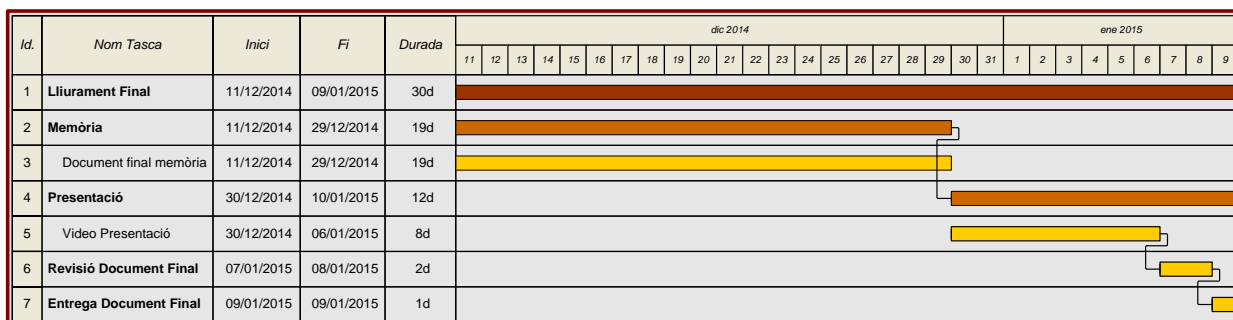 Id. Nom Tasca Inici Fi Durada dic 2014 ene 2015
11 12 13 14 15 16 17 18 19 20 21 22 23 24 25 26 27 28 29 30 31 1 2 3 4 5 6 7 8 9
1 Lliurament Final 11/12/2014 09/01/2015 30d
2 Memòria 11/12/2014 29/12/2014 19d
3 Document final memòria 11/12/2014 29/12/2014 19d
4 Presentació 30/12/2014 10/01/2015 12d
5 Video Presentació 30/12/2014 06/01/2015 8d
6 Revisió Document Final 07/01/2015 08/01/2015 2d
7 Entrega Document Final 09/01/2015 09/01/2015 1d